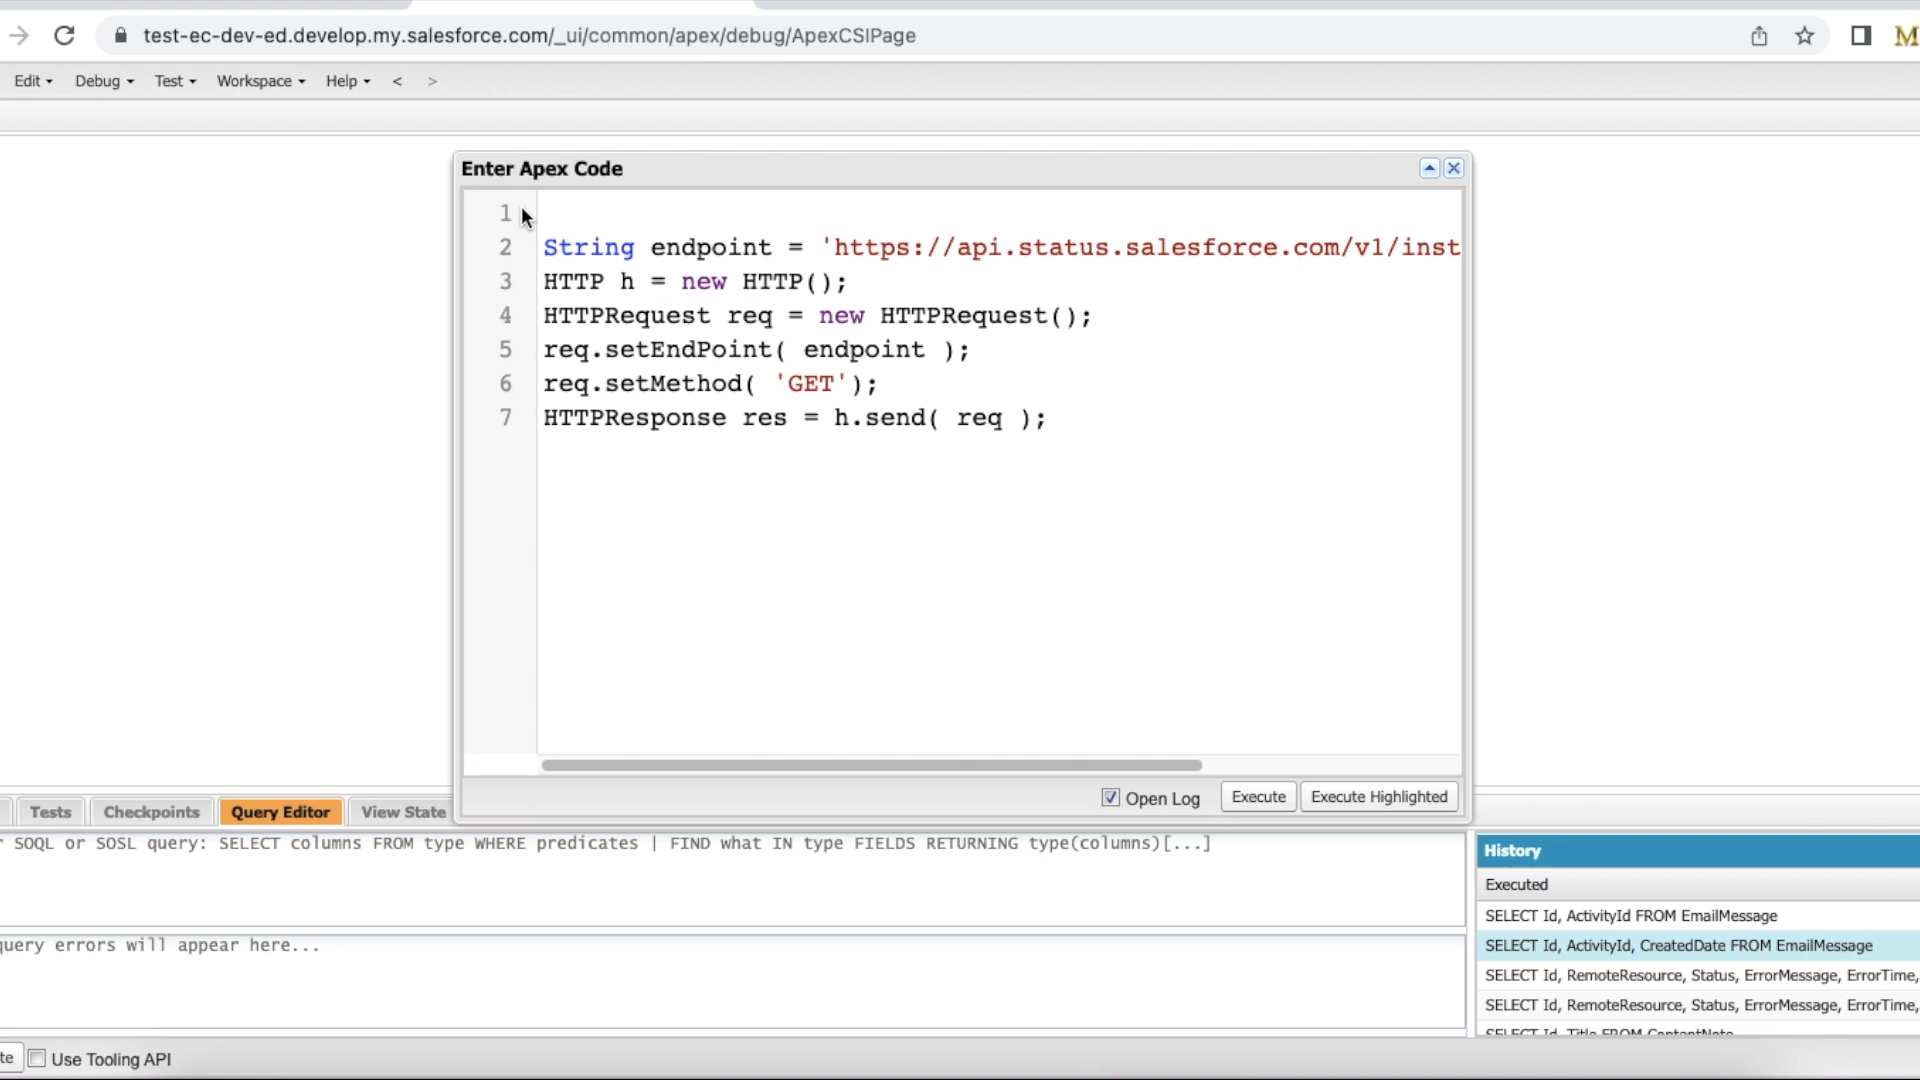 test-ec-dev-ed.develop.my.salesforce.com/_ui/common/apex/debug/ApexCSIPage
M
Edit Debug Test Workspace Help < >
Enter Apex Code
1
2 String endpoint = 'https://api.status.salesforce.com/v1/inst
3 HTTP h = new HTTP();
4 HTTPRequest req = new HTTPRequest();
5 req.setEndPoint( endpoint );
6 req.setMethod( 'GET');
7 HTTPResponse res = h.send( req );
Open Log Execute Execute Highlighted
Tests Checkpoints Query Editor View State
r SOQL or SOSL query: SELECT columns FROM type WHERE predicates | FIND what IN type FIELDS RETURNING type(columns)[...]
query errors will appear here...
History
Executed
SELECT Id, ActivityId FROM EmailMessage
SELECT Id, ActivityId, CreatedDate FROM EmailMessage
SELECT Id, RemoteResource, Status, ErrorMessage, ErrorTime,
SELECT Id, RemoteResource, Status, ErrorMessage, ErrorTime,
SELECT Id, Title FROM ContentNote
te Use Tooling API